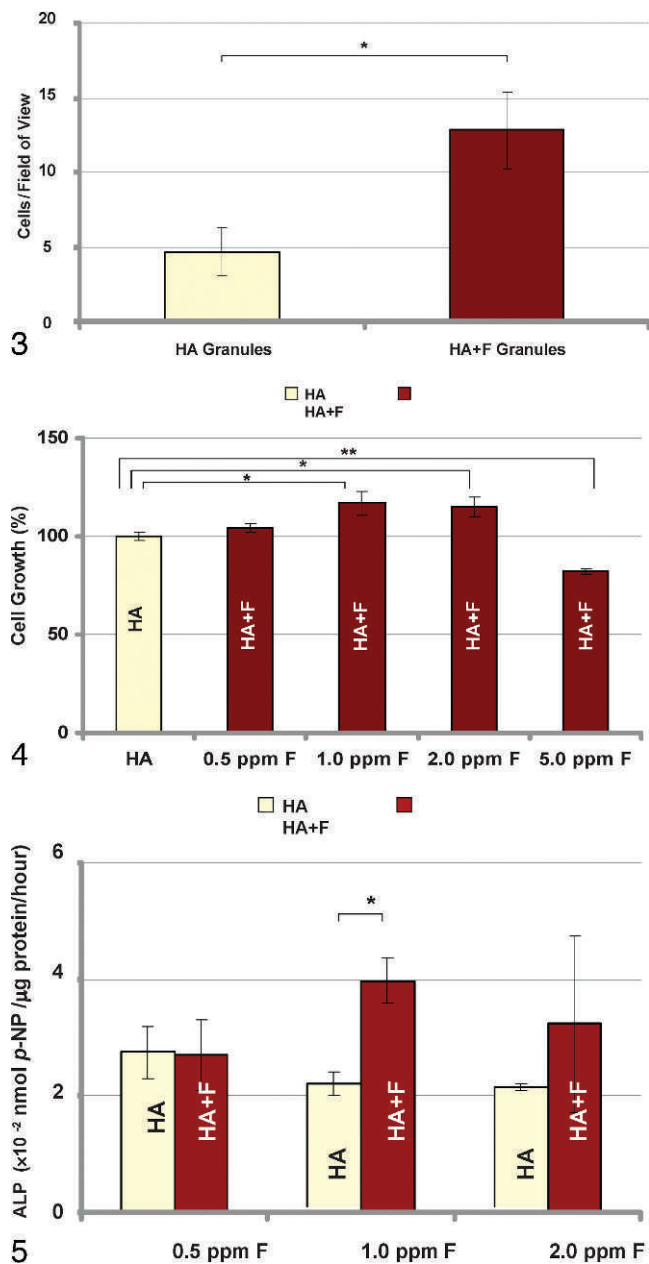 20
*
15
Cells/Field of View
10
5
0
3
HA Granules
HA+F Granules
HA
HA+F
150
**
*
*
100
Cell Growth (%)
HA
HA+F
HA+F
HA+F
HA+F
50
0
4
HA
0.5 ppm F
1.0 ppm F
2.0 ppm F
5.0 ppm F
HA
HA+F
6
ALP (x10⁻² nmol p-NP/µg protein/hour)
*
4
2
HA
HA+F
HA
HA+F
HA
HA+F
0
5
0.5 ppm F
1.0 ppm F
2.0 ppm F